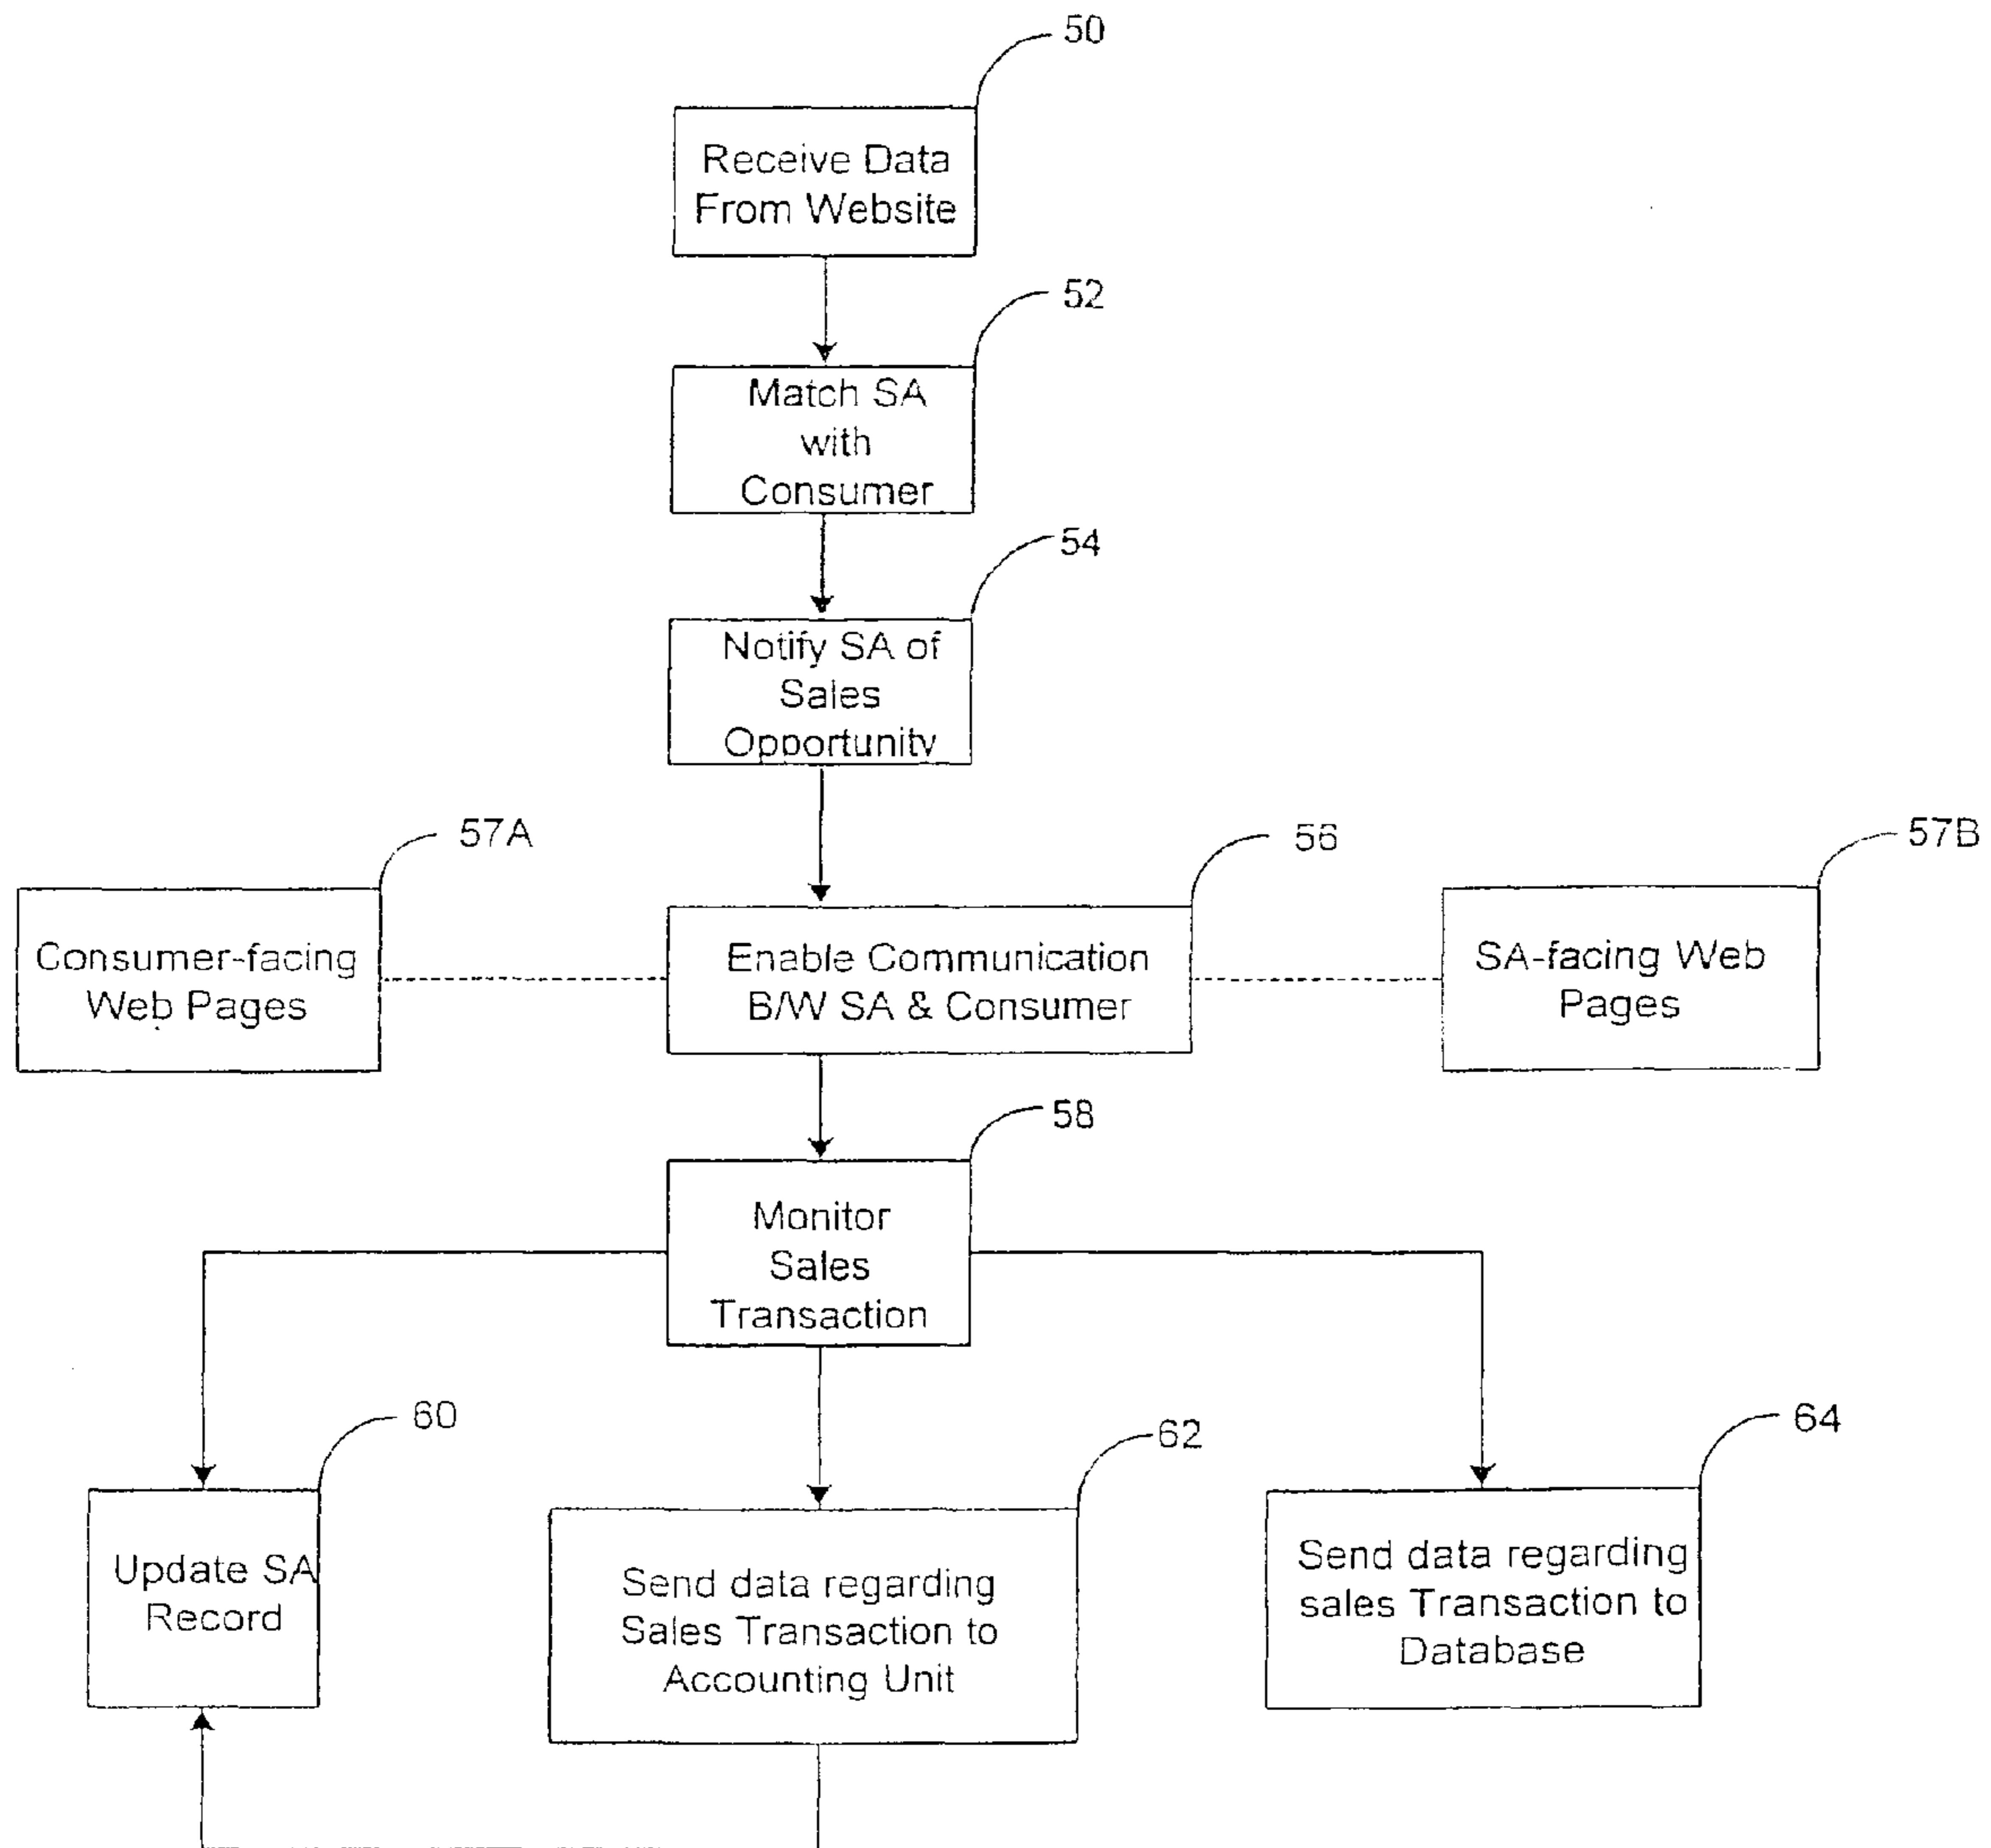 50
Receive Data
From Website
52
Match SA
with
Consumer
54
Notify SA of
Sales
Opportunity
57A
56
57B
Consumer-facing
Web Pages
Enable Communication
B/W SA & Consumer
SA-facing Web
Pages
58
Monitor
Sales
Transaction
60
62
64
Update SA
Record
Send data regarding
Sales Transaction to
Accounting Unit
Send data regarding
sales Transaction to
Database